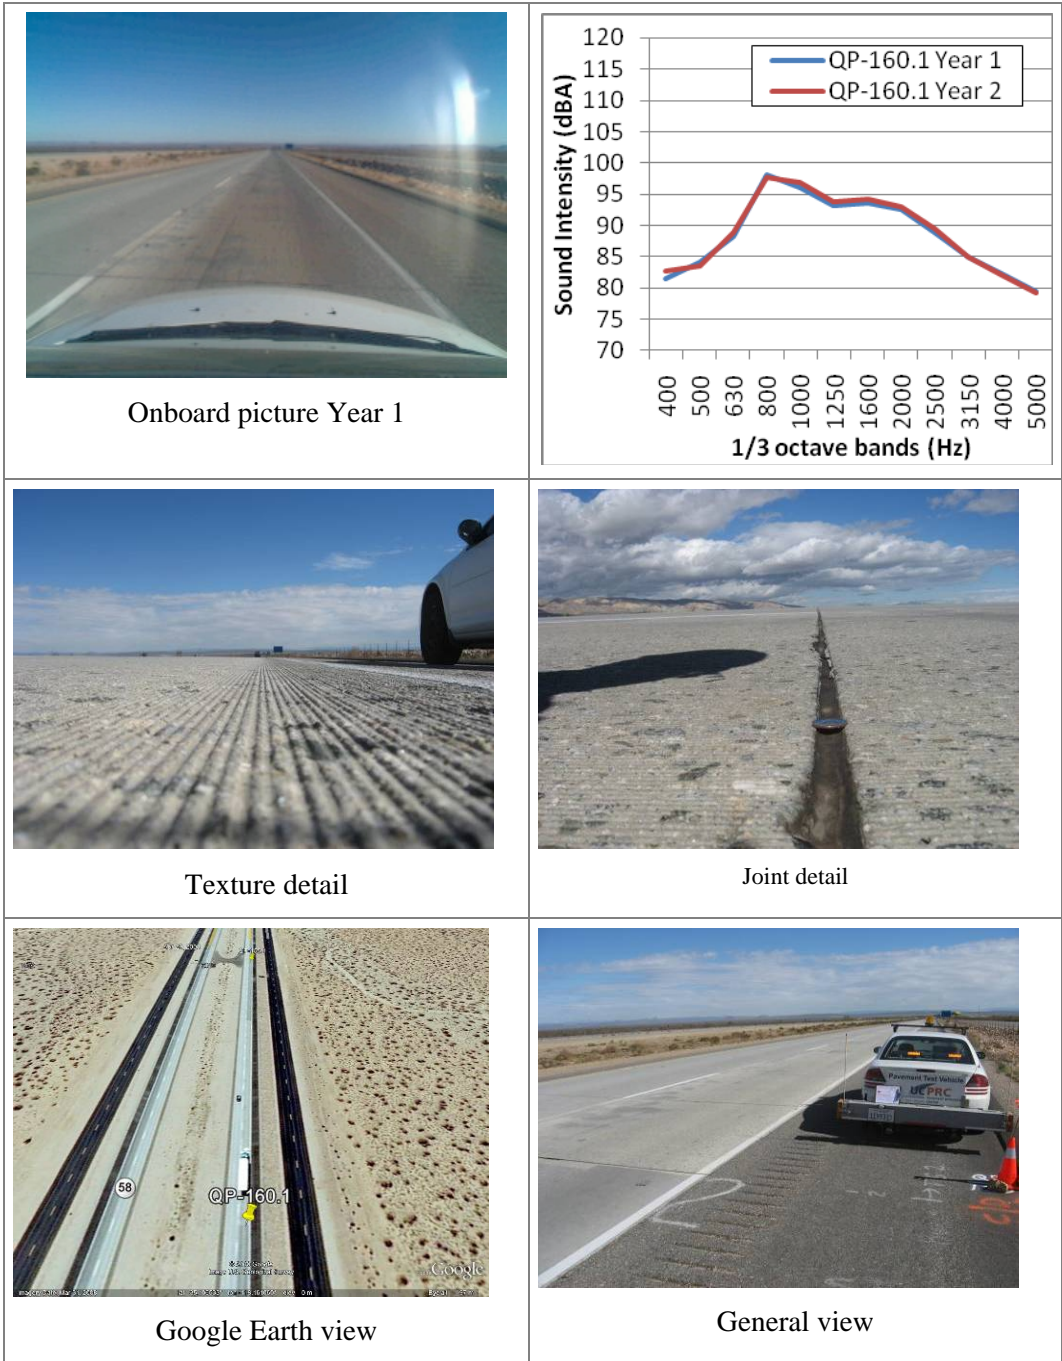 Onboard picture Year 1
120
115
110
105
100
95
90
85
80
75
70
Sound Intensity (dBA)
QP-160.1 Year 1
QP-160.1 Year 2
400
500
630
800
1000
1250
1600
2000
2500
3150
4000
5000
1/3 octave bands (Hz)
Texture detail
Joint detail
58
QP-160.1
Google
Google Earth view
Pavement Test Vehicle
UCPRC
General view